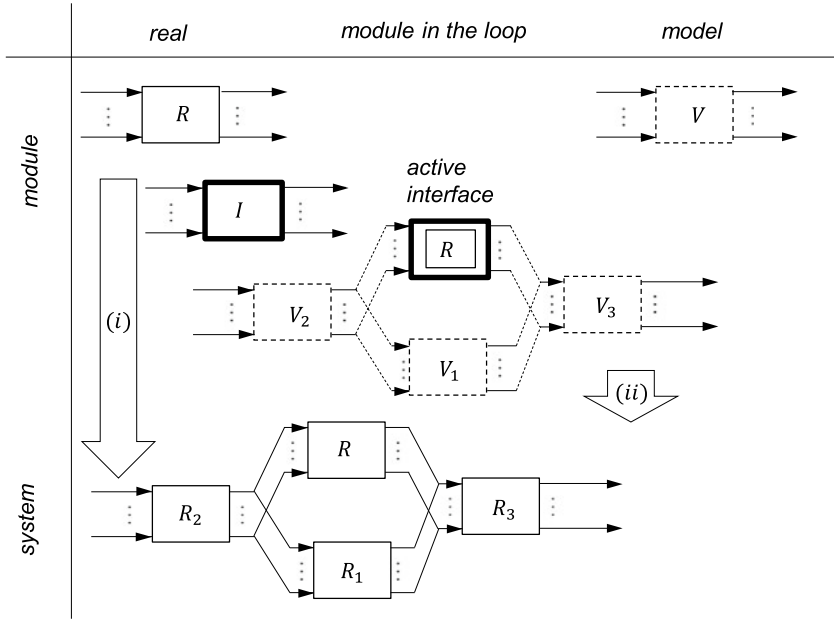 real
module in the loop
model
module
R
V
I
active
interface
R
(i)
V₂
V₃
V₁
(ii)
R
system
R₂
R₃
R₁